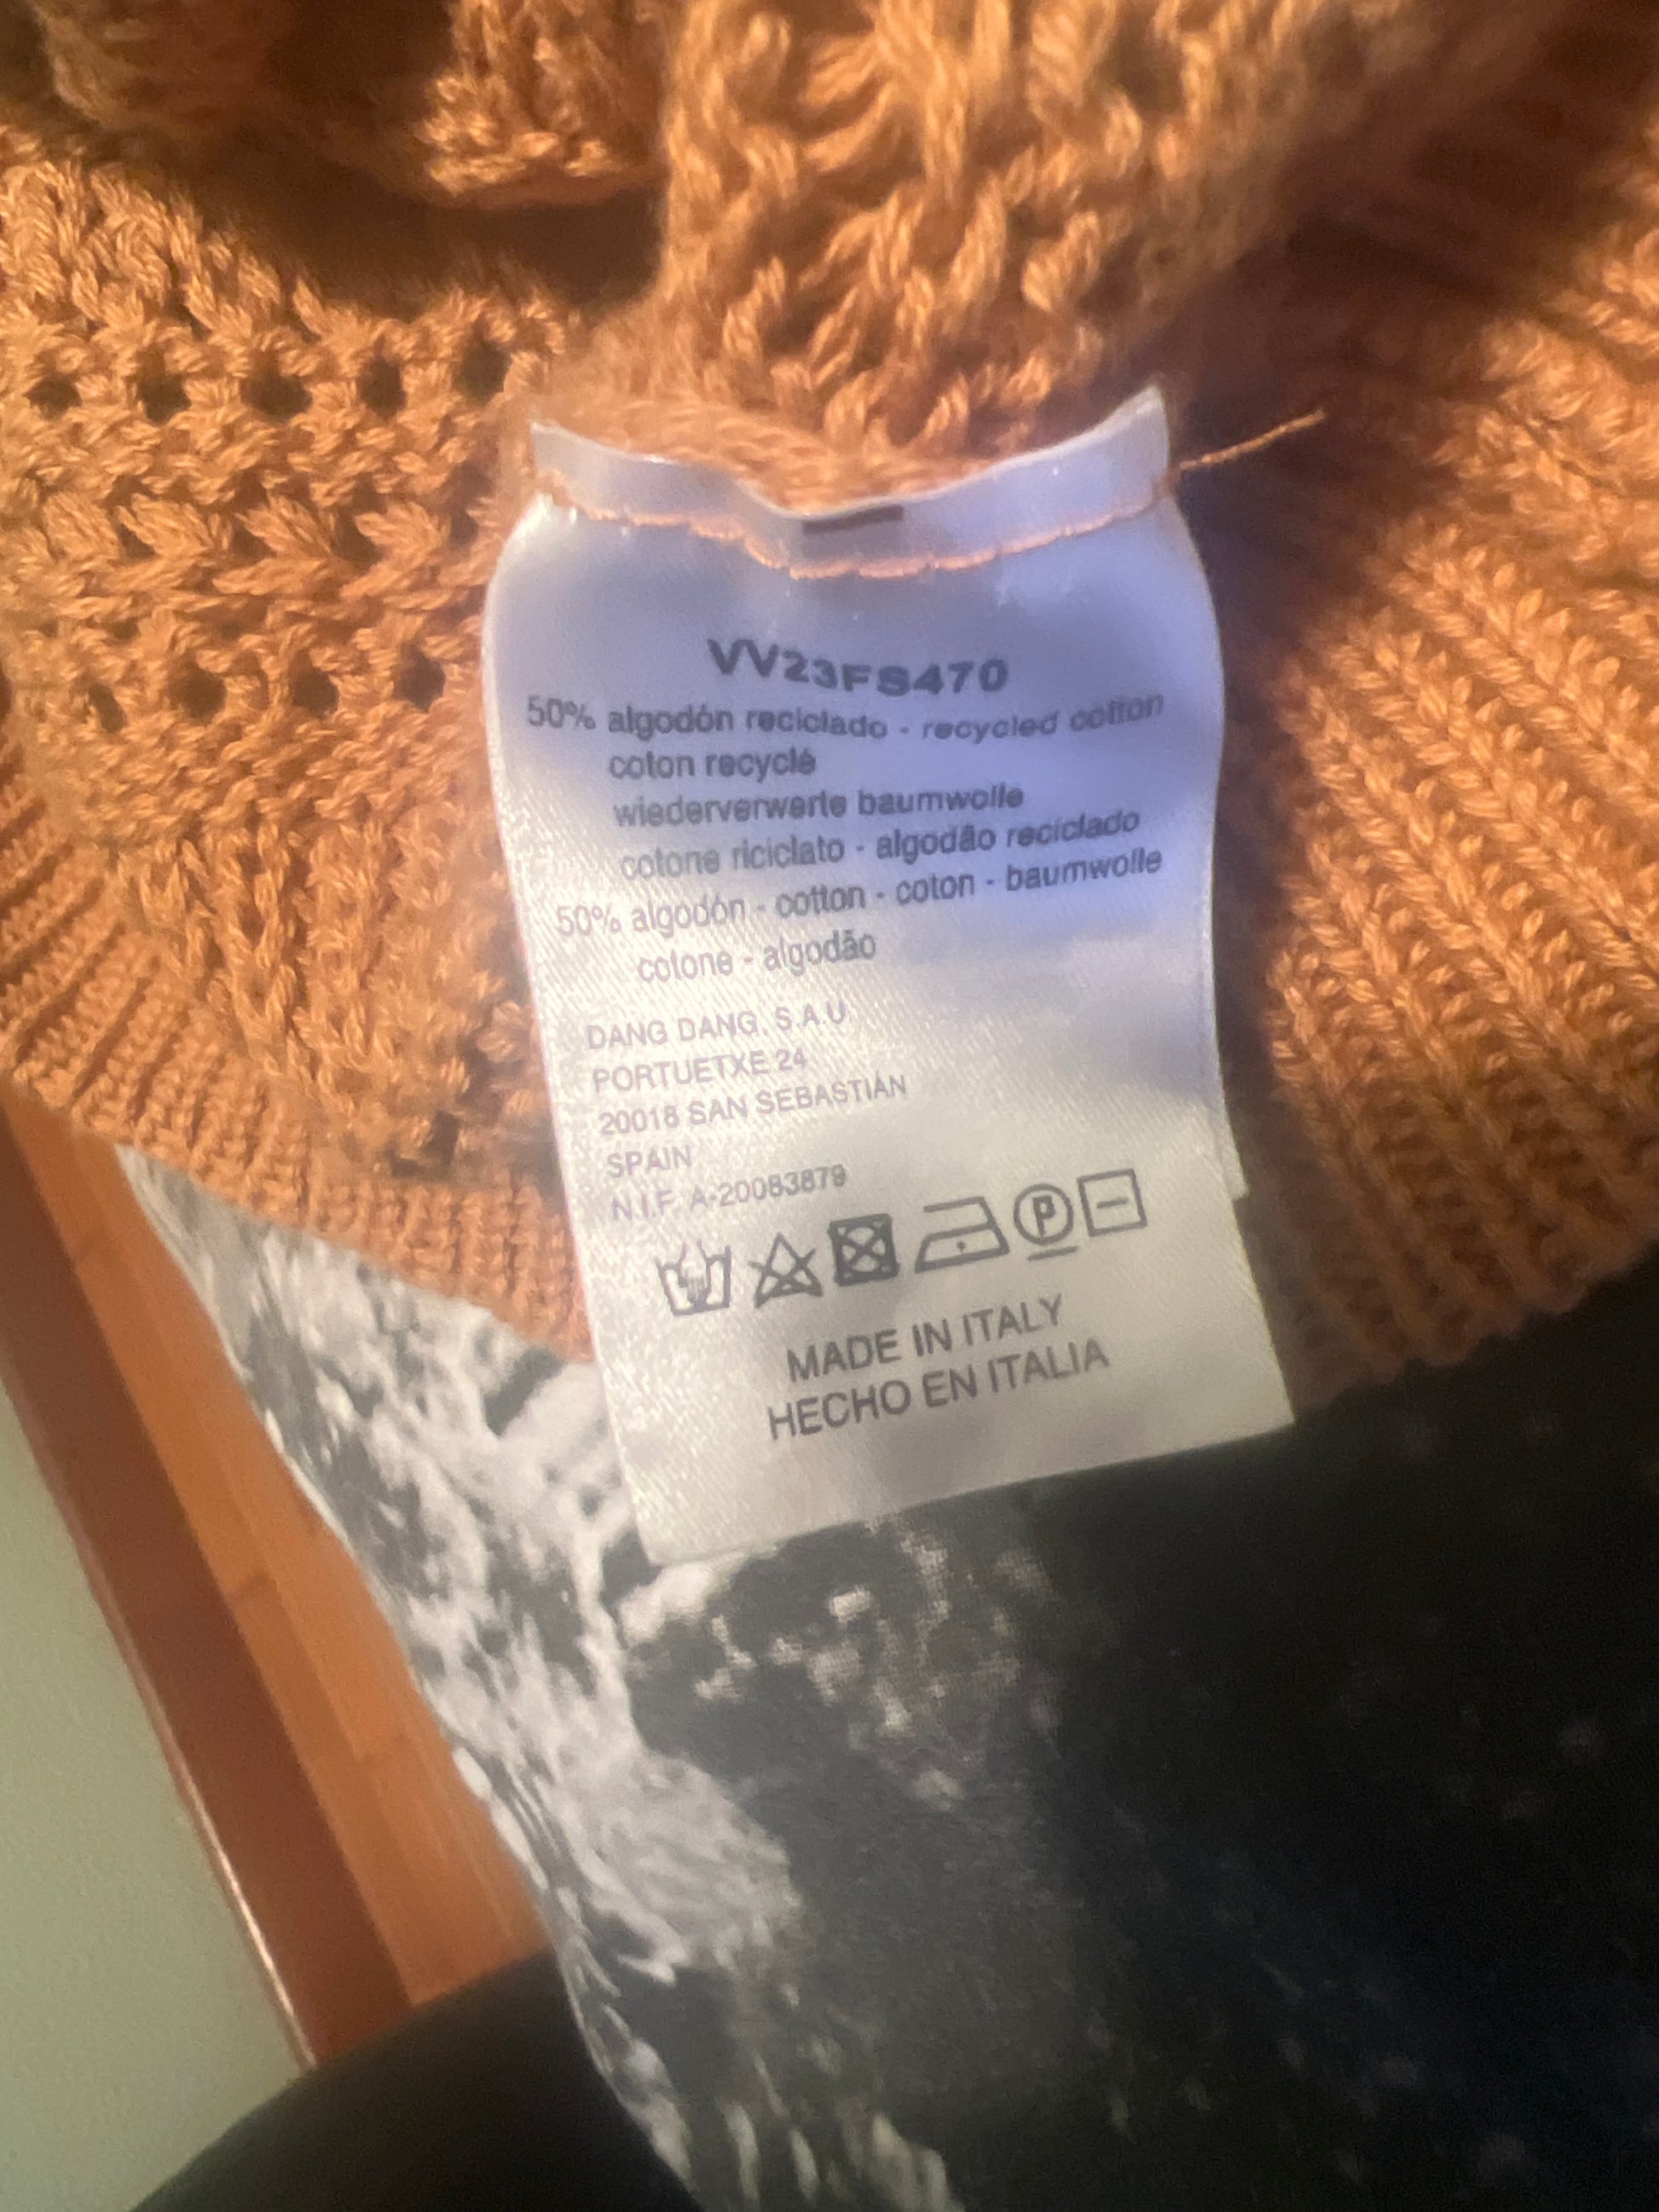 VV23FS470
50% algodón reciclado - recycled cotton
coton recyclé
wiederverwerte baumwolle
cotone riciclato - algodão reciclado
50% algodón - cotton - coton - baumwolle
cotone - algodão
DANG DANG, S.A.U.
PORTUETXE 24
20018 SAN SEBASTIÁN
SPAIN
N.I.F. A-20083879
P
MADE IN ITALY
HECHO EN ITALIA